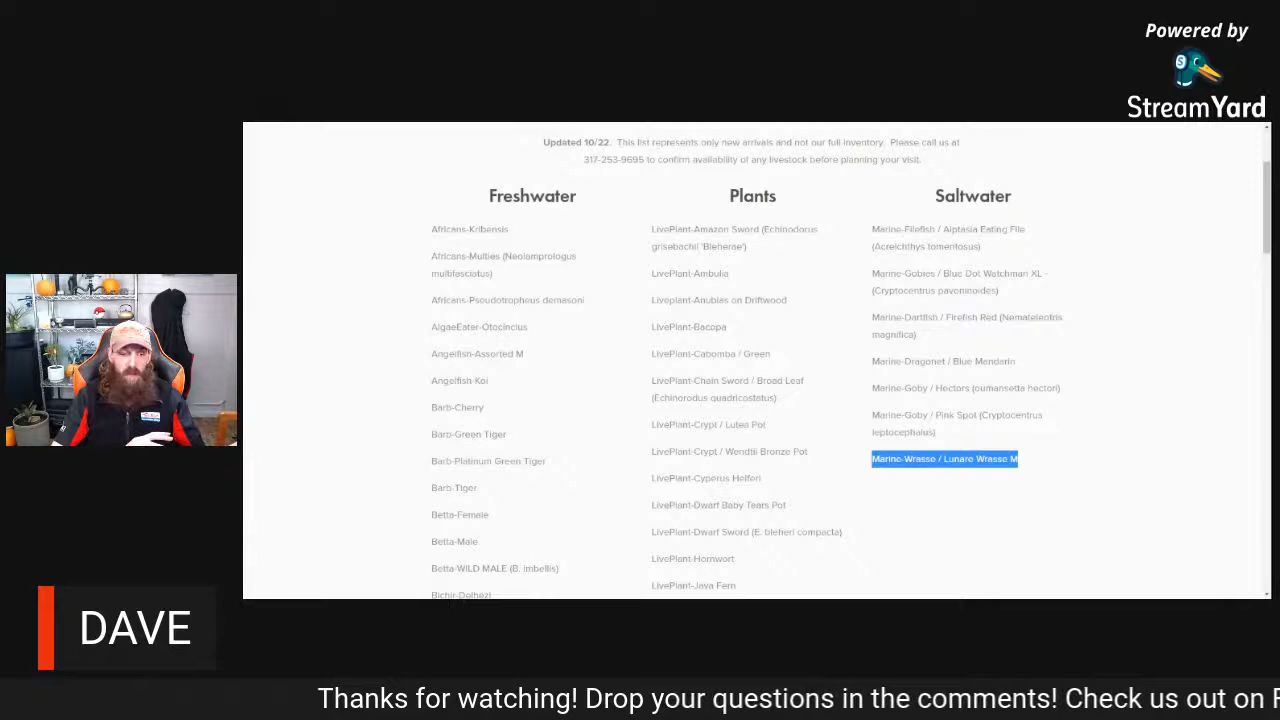 Powered by
StreamYard
Updated 10/22. This list represents only new arrivals and not our full inventory. Please call us at
317-253-9695 to confirm availability of any livestock before planning your visit.
Freshwater
Africans-Kribensis
Africans-Multies (Neolamprologus
multifasciatus)
Africans-Pseudotropheus demasoni
AlgaeEater-Otocinclus
Angelfish-Assorted M
Angelfish-Koi
Barb-Cherry
Barb-Green Tiger
Barb-Platinum Green Tiger
Barb-Tiger
Betta-Female
Betta-Male
Betta-WILD MALE (B. imbellis)
Bichir-Delhezi
Plants
LivePlant-Amazon Sword (Echinodorus
grisebachii 'Bleherae')
LivePlant-Ambulia
Liveplant-Anubias on Driftwood
LivePlant-Bacopa
LivePlant-Cabomba / Green
LivePlant-Chain Sword / Broad Leaf
(Echinorodus quadricostatus)
LivePlant-Crypt / Lutea Pot
LivePlant-Crypt / Wendtii Bronze Pot
LivePlant-Cyperus Helferi
LivePlant-Dwarf Baby Tears Pot
LivePlant-Dwarf Sword (E. bleheri compacta)
LivePlant-Hornwort
LivePlant-Java Fern
Saltwater
Marine-Filefish / Aiptasia Eating File
(Acreichthys tomentosus)
Marine-Gobies / Blue Dot Watchman XL -
(Cryptocentrus pavoninoides)
Marine-Dartfish / Firefish Red (Nemateleotris
magnifica)
Marine-Dragonet / Blue Mandarin
Marine-Goby / Hectors (oumansetta hectori)
Marine-Goby / Pink Spot (Cryptocentrus
leptocephalus)
Marine-Wrasse / Lunare Wrasse M
DAVE
Thanks for watching! Drop your questions in the comments! Check us out on